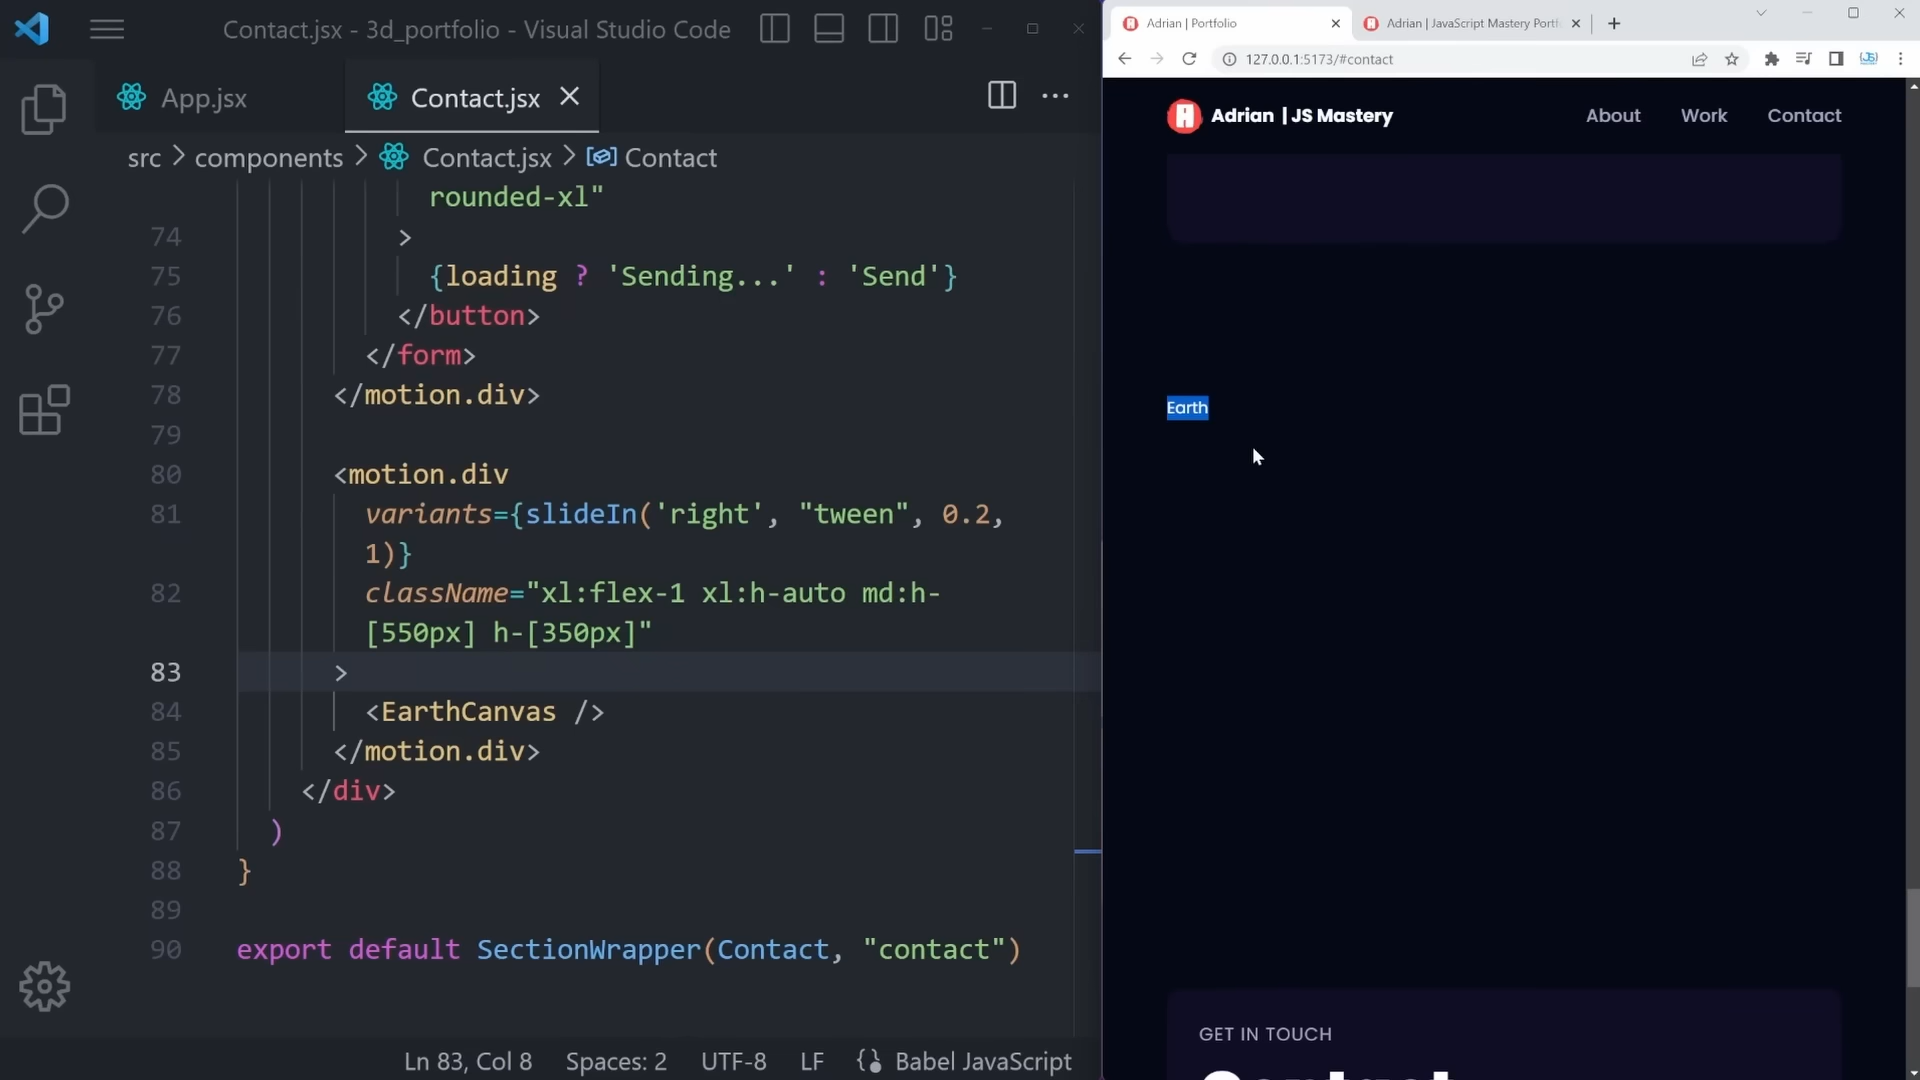 Contact.jsx - 3d_portfolio - Visual Studio Code
App.jsx
Contact.jsx
src > components > Contact.jsx > Contact
rounded-xl"
74 >
75 {loading ? 'Sending...' : 'Send'}
76 </button>
77 </form>
78 </motion.div>
79
80 <motion.div
81 variants={slideIn('right', "tween", 0.2,
1)}
82 className="xl:flex-1 xl:h-auto md:h-
[550px] h-[350px]"
83 >
84 <EarthCanvas />
85 </motion.div>
86 </div>
87 )
88 }
89
90 export default SectionWrapper(Contact, "contact")
Ln 83, Col 8 Spaces: 2 UTF-8 LF Babel JavaScript
Adrian | Portfolio
Adrian | JavaScript Mastery Portf
127.0.0.1:5173/#contact
Adrian | JS Mastery
About Work Contact
Earth
GET IN TOUCH